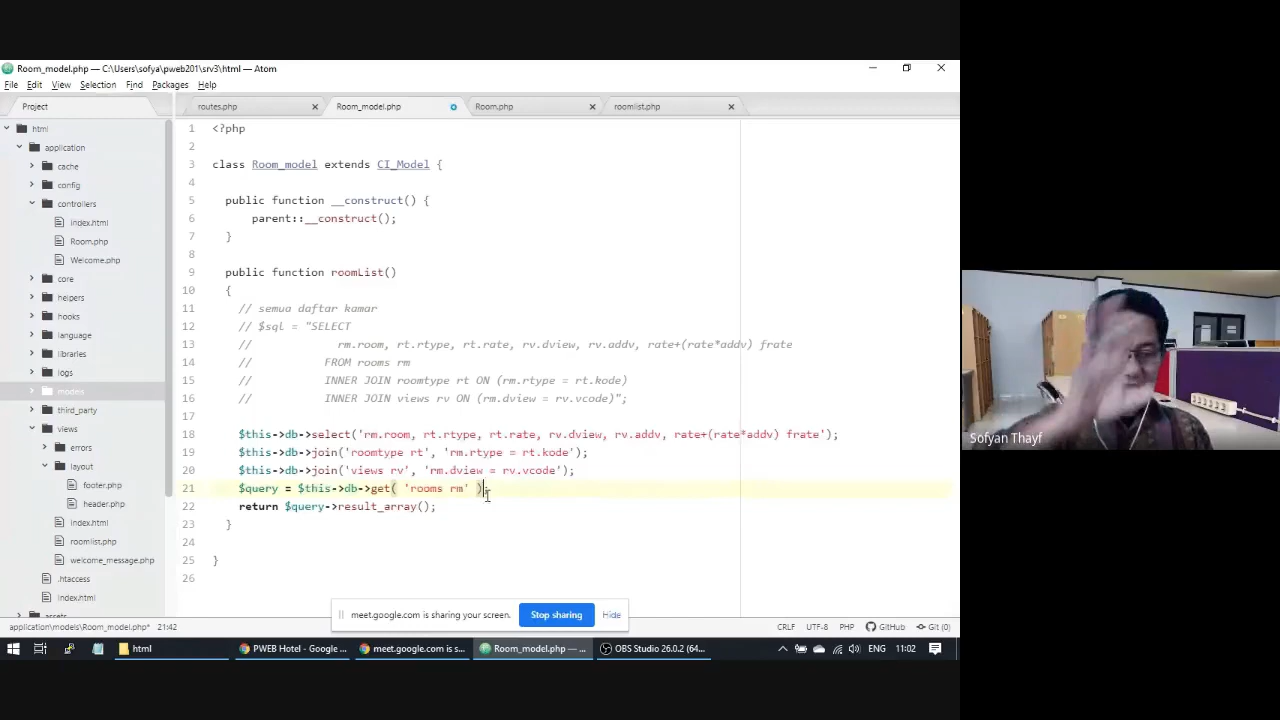 Room_model.php — C:\Users\sofya\pweb201\srv3\html — Atom
File Edit View Selection Find Packages Help
Project
routes.php
Room_model.php
Room.php
roomlist.php
html
application
cache
config
controllers
index.html
Room.php
Welcome.php
core
helpers
hooks
language
libraries
logs
models
third_party
views
errors
layout
footer.php
header.php
index.html
roomlist.php
welcome_message.php
.htaccess
index.html
assets
1 <?php
2
3 class Room_model extends CI_Model {
4
5 public function __construct() {
6 parent::__construct();
7 }
8
9 public function roomList()
10 {
11 // semua daftar kamar
12 // $sql = "SELECT
13 // rm.room, rt.rtype, rt.rate, rv.dview, rv.addv, rate+(rate*addv) frate
14 // FROM rooms rm
15 // INNER JOIN roomtype rt ON (rm.rtype = rt.kode)
16 // INNER JOIN views rv ON (rm.dview = rv.vcode)";
17
18 $this->db->select('rm.room, rt.rtype, rt.rate, rv.dview, rv.addv, rate+(rate*addv) frate');
19 $this->db->join('roomtype rt', 'rm.rtype = rt.kode');
20 $this->db->join('views rv', 'rm.dview = rv.vcode');
21 $query = $this->db->get( 'rooms rm' );
22 return $query->result_array();
23 }
24
25 }
26
Sofyan Thayf
meet.google.com is sharing your screen. Stop sharing Hide
application\models\Room_model.php* 21:42 CRLF UTF-8 PHP GitHub Git (0)
html PWEB Hotel - Google ... meet.google.com is s... Room_model.php — ... OBS Studio 26.0.2 (64... ENG 11:02